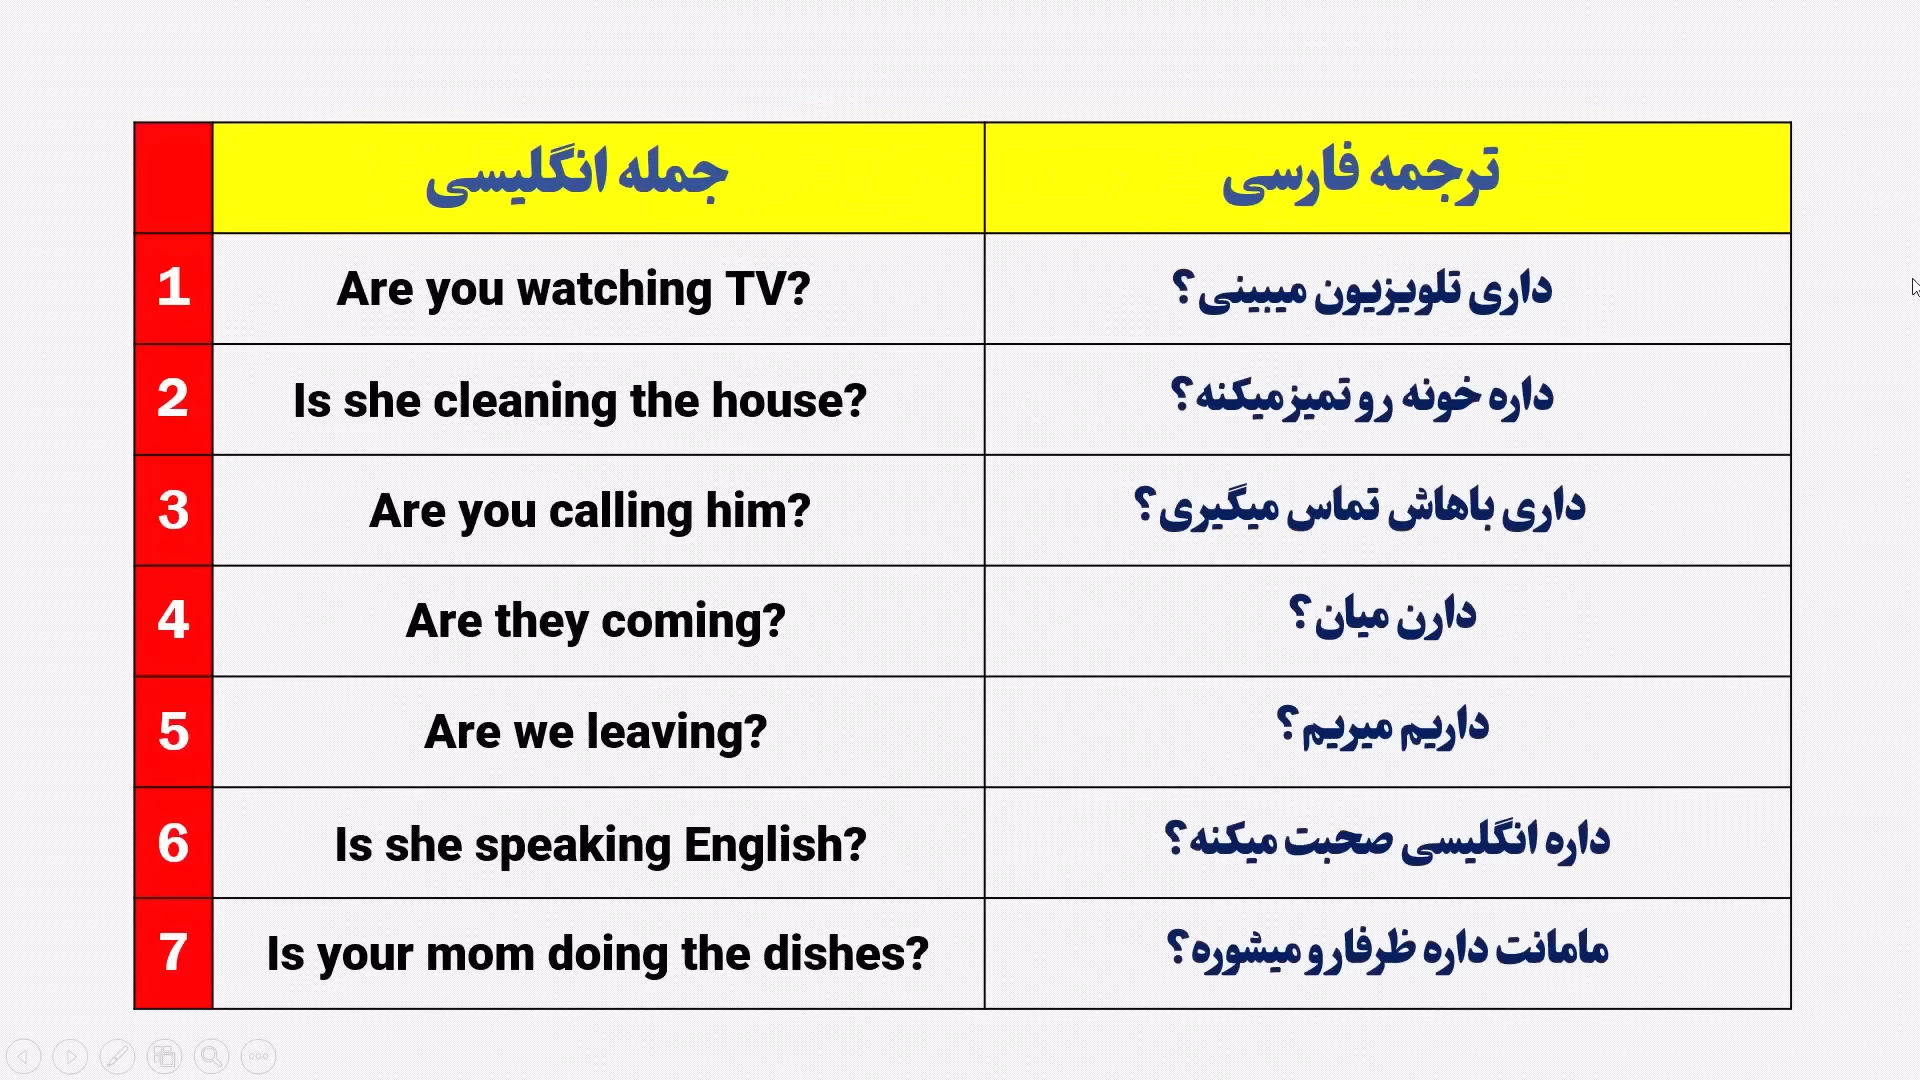 جمله انگلیسی ترجمه فارسی
1 Are you watching TV? داری تلویزیون میبینی؟
2 Is she cleaning the house? داره خونه رو تمیز میکنه؟
3 Are you calling him? داری باهاش تماس میگیری؟
4 Are they coming? دارن میان؟
5 Are we leaving? داریم میریم؟
6 Is she speaking English? داره انگلیسی صحبت میکنه؟
7 Is your mom doing the dishes? مامانت داره ظرفارو میشوره؟